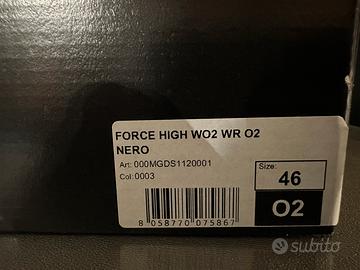 FORCE HIGH WO2 WR O2
NERO
Art: 000MGDS1120001
Col: 0003
Size:
46
O2
8 058770 075867
subito